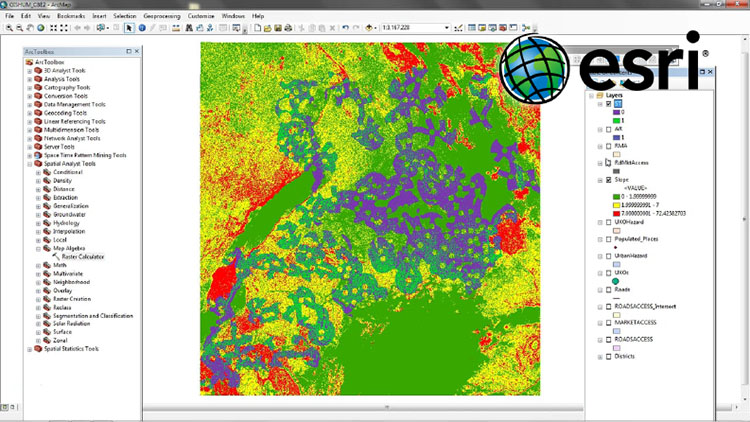 GISHUM_C3E2 - ArcMap
File Edit View Bookmarks Insert Selection Geoprocessing Customize Windows Help
1:3,167,228
esri®
ArcToolbox
ArcToolbox
3D Analyst Tools
Analysis Tools
Cartography Tools
Conversion Tools
Data Management Tools
Geocoding Tools
Linear Referencing Tools
Multidimension Tools
Network Analyst Tools
Server Tools
Space Time Pattern Mining Tools
Spatial Analyst Tools
Conditional
Density
Distance
Extraction
Generalization
Groundwater
Hydrology
Interpolation
Local
Map Algebra
Raster Calculator
Math
Multivariate
Neighborhood
Overlay
Raster Creation
Reclass
Segmentation and Classification
Solar Radiation
Surface
Zonal
Spatial Statistics Tools
Layers
0
1
AR
1
RMA
RdMktAccess
Slope
<VALUE>
0 - 1.99999999
1.999999991 - 7
7.000000001 - 72.42382703
UXOHazard
Populated_Places
UrbanHazard
UXOs
Roads
ROADSACCESS_Intersect
MARKETACCESS
ROADSACCESS
Districts